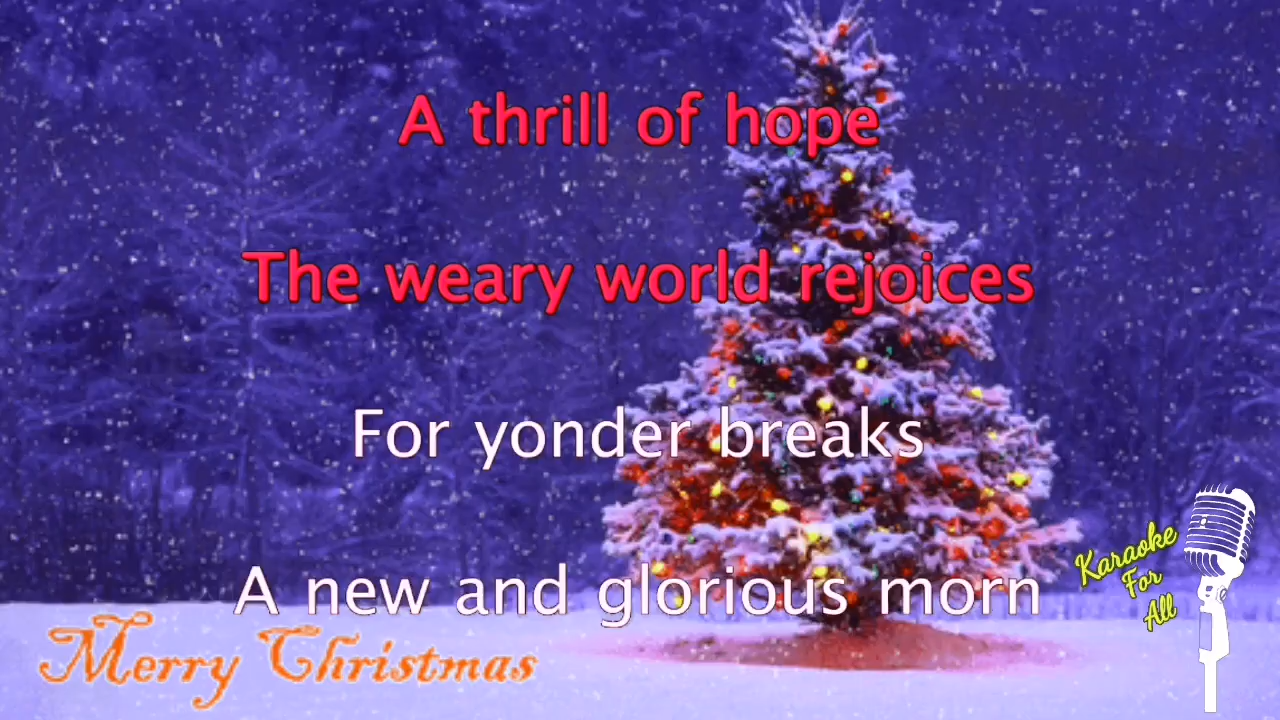 A thrill of hope
The weary world rejoices
For yonder breaks
A new and glorious morn
Merry Christmas
Karaoke
For
All